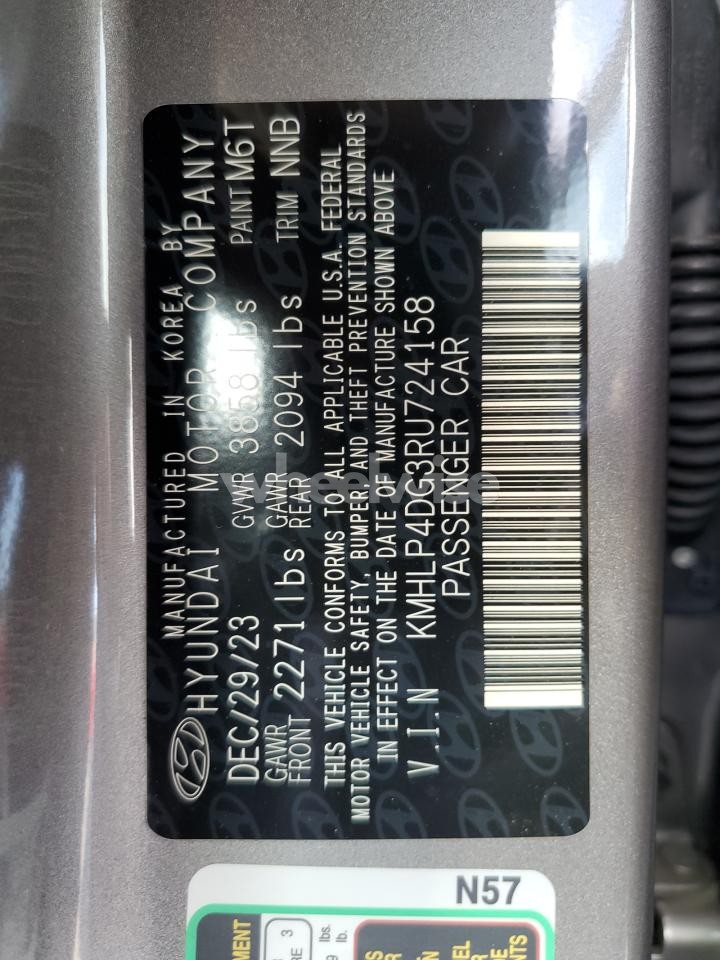 MANUFACTURED IN KOREA BY
HYUNDAI MOTOR COMPANY
DEC/29/23 GVWR 3858 lbs PAINT M6T
GAWR FRONT 2271lbs GAWR REAR 2094 lbs TRIM NNB
THIS VEHICLE CONFORMS TO ALL APPLICABLE U.S.A. FEDERAL
MOTOR VEHICLE SAFETY, BUMPER, AND THEFT PREVENTION STANDARDS
IN EFFECT ON THE DATE OF MANUFACTURE SHOWN ABOVE
V.I.N KMHLP4DG3RU724158
PASSENGER CAR
N57